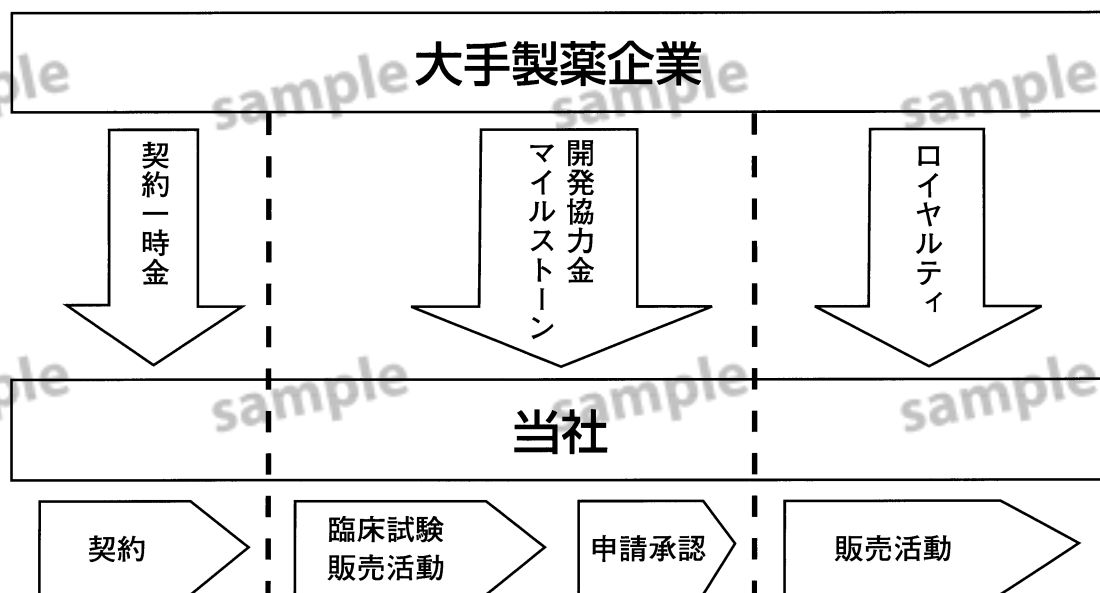 大手製薬企業
契約一時金
開発協力金
マイルストーン
ロイヤルティ
当社
契約
臨床試験
販売活動
申請承認
販売活動
sample
sample
sample
sample
sample
sample